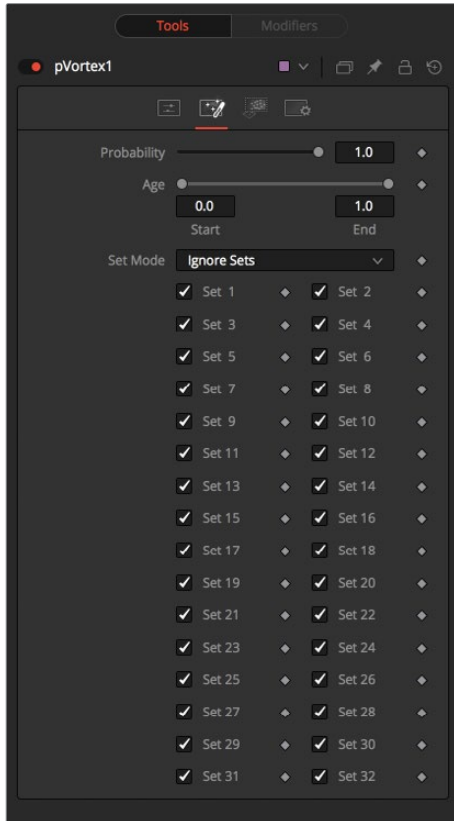 Tools Modifiers
pVortex1
Probability 1.0
Age
0.0 1.0
Start End
Set Mode Ignore Sets
Set 1 Set 2
Set 3 Set 4
Set 5 Set 6
Set 7 Set 8
Set 9 Set 10
Set 11 Set 12
Set 13 Set 14
Set 15 Set 16
Set 17 Set 18
Set 19 Set 20
Set 21 Set 22
Set 23 Set 24
Set 25 Set 26
Set 27 Set 28
Set 29 Set 30
Set 31 Set 32